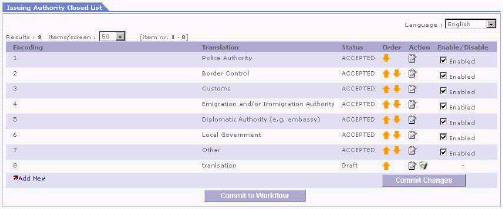 Issuing Authority Closed List
Language : English
Results : 8 items/screen : 50 [item nr. 1 - 8]
Encoding Translation Status Order Action Enable/Disable
1 Police Authority ACCEPTED Enabled
2 Border Control ACCEPTED Enabled
3 Customs ACCEPTED Enabled
4 Emigration and/or Immigration Authority ACCEPTED Enabled
5 Diplomatic Authority (e.g. embassy) ACCEPTED Enabled
6 Local Government ACCEPTED Enabled
7 Other ACCEPTED Enabled
8 translation Draft -
Add New Commit Changes
Commit to Workflow